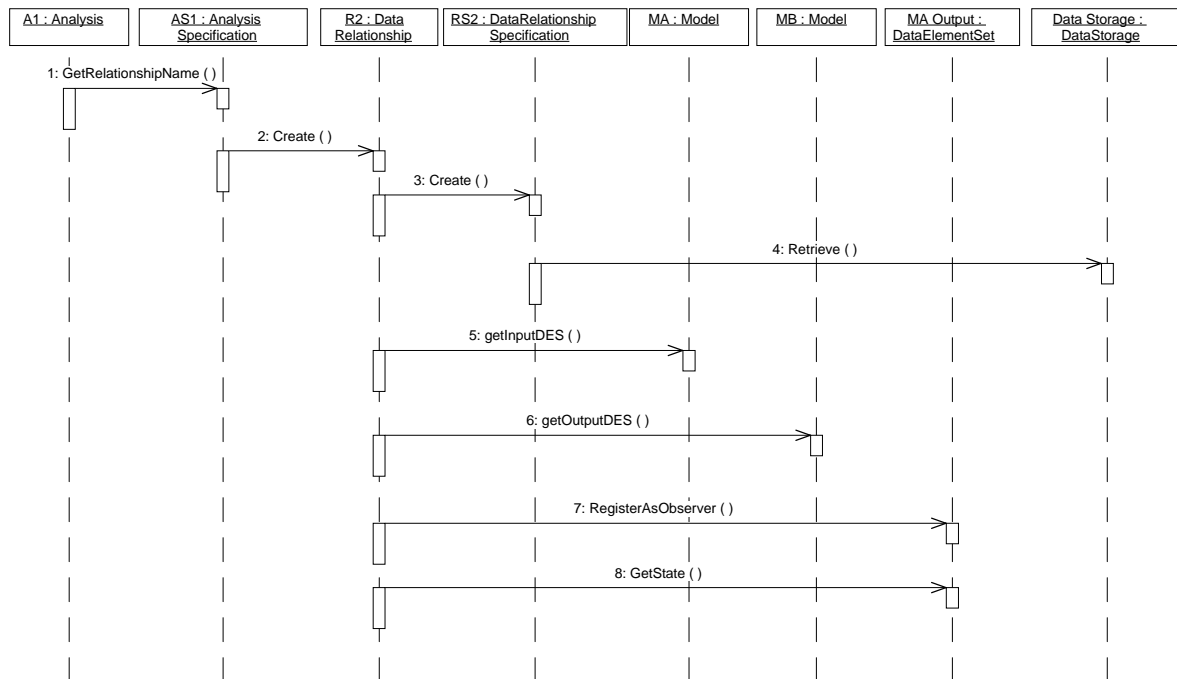 A1 : Analysis
AS1 : Analysis
Specification
R2 : Data
Relationship
RS2 : DataRelationship
Specification
MA : Model
MB : Model
MA Output :
DataElementSet
Data Storage :
DataStorage
1: GetRelationshipName ( )
2: Create ( )
3: Create ( )
4: Retrieve ( )
5: getInputDES ( )
6: getOutputDES ( )
7: RegisterAsObserver ( )
8: GetState ( )